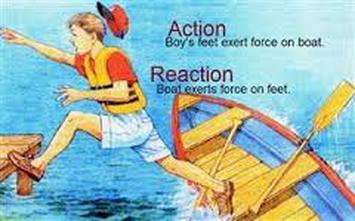 Action
Boy's feet exert force on boat.
Reaction
Boat exerts force on feet.